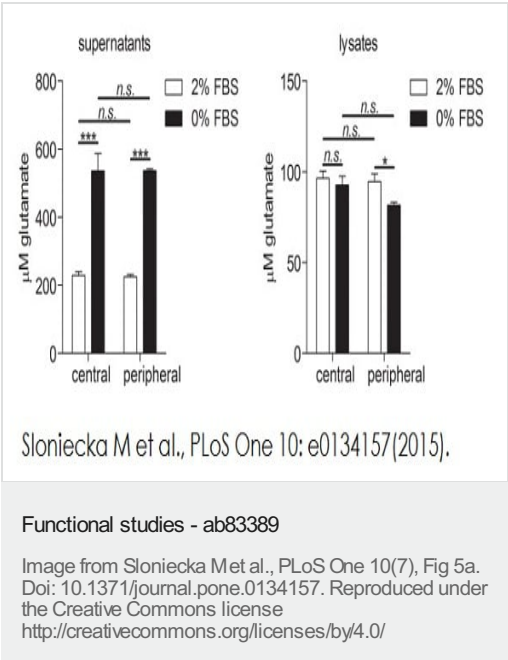 supernatants
800
600
400
200
0
μM glutamate
2% FBS
0% FBS
n.s.
n.s.
***
***
central peripheral
lysates
150
100
50
0
μM glutamate
2% FBS
0% FBS
n.s.
n.s.
n.s.
*
central peripheral
Sloniecka M et al., PLoS One 10: e0134157(2015).
Functional studies - ab83389
Image from Sloniecka M et al., PLoS One 10(7), Fig 5a.
Doi: 10.1371/journal.pone.0134157. Reproduced under
the Creative Commons license
http://creativecommons.org/licenses/by/4.0/